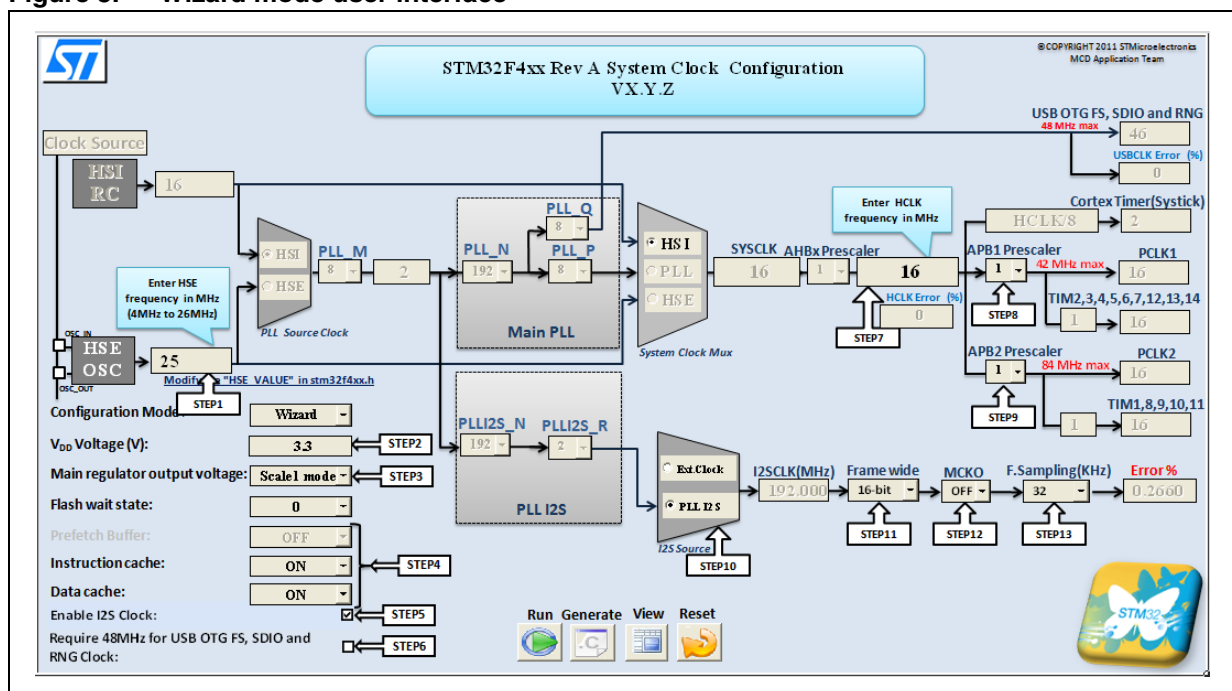 Figure 3. Wizard mode user interface
ST
©COPYRIGHT 2011 STMicroelectronics
MCD Application Team
STM32F4xx Rev A System Clock Configuration
VX.Y.Z
USB OTG FS, SDIO and RNG
48 MHz max
46
USBCLK Error (%)
0
Clock Source
HSI
RC
16
Enter HCLK
frequency in MHz
Cortex Timer(Systick)
HCLK/8
2
PLL_Q
8
HSI
HSE
PLL Source Clock
PLL_M
8
2
PLL_N
192
PLL_P
8
Main PLL
HSI
PLL
HSE
System Clock Mux
SYSCLK
16
AHBx Prescaler
1
16
HCLK Error (%)
0
STEP7
APB1 Prescaler
1
42 MHz max
PCLK1
16
STEP8
TIM2,3,4,5,6,7,12,13,14
1
16
Enter HSE
frequency in MHz
(4MHz to 26MHz)
OSC_IN
HSE
OSC
OSC_OUT
25
"HSE_VALUE" in stm32f4xx.h
STEP1
APB2 Prescaler
1
84 MHz max
PCLK2
16
STEP9
TIM1,8,9,10,11
1
16
Configuration Mode:
Wizard
VDD Voltage (V):
3.3
STEP2
Main regulator output voltage:
Scale1 mode
STEP3
Flash wait state:
0
Prefetch Buffer:
OFF
Instruction cache:
ON
STEP4
Data cache:
ON
Enable I2S Clock:
STEP5
Require 48MHz for USB OTG FS, SDIO and
RNG Clock:
STEP6
PLLI2S_N
192
PLLI2S_R
2
PLL I2S
Ext.Clock
PLL I2S
I2S Source
STEP10
I2SCLK(MHz)
192.000
Frame wide
16-bit
STEP11
MCKO
OFF
STEP12
F.Sampling(KHz)
32
STEP13
Error %
0.2660
Run Generate View Reset
.C
STM32